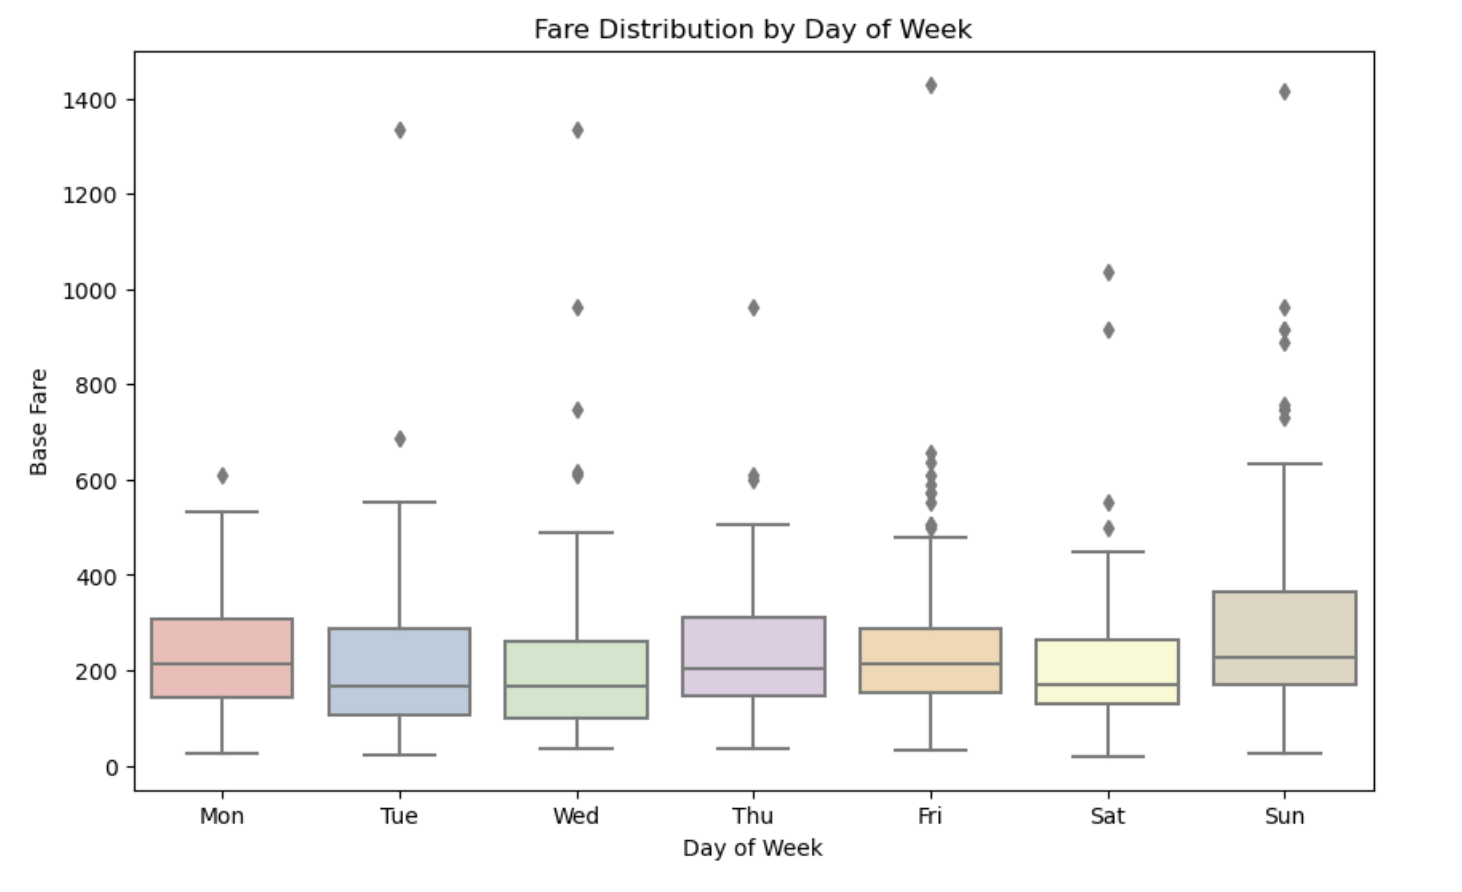 Fare Distribution by Day of Week
1400
1200
1000
800
600
400
200
0
Base Fare
Mon Tue Wed Thu Fri Sat Sun
Day of Week